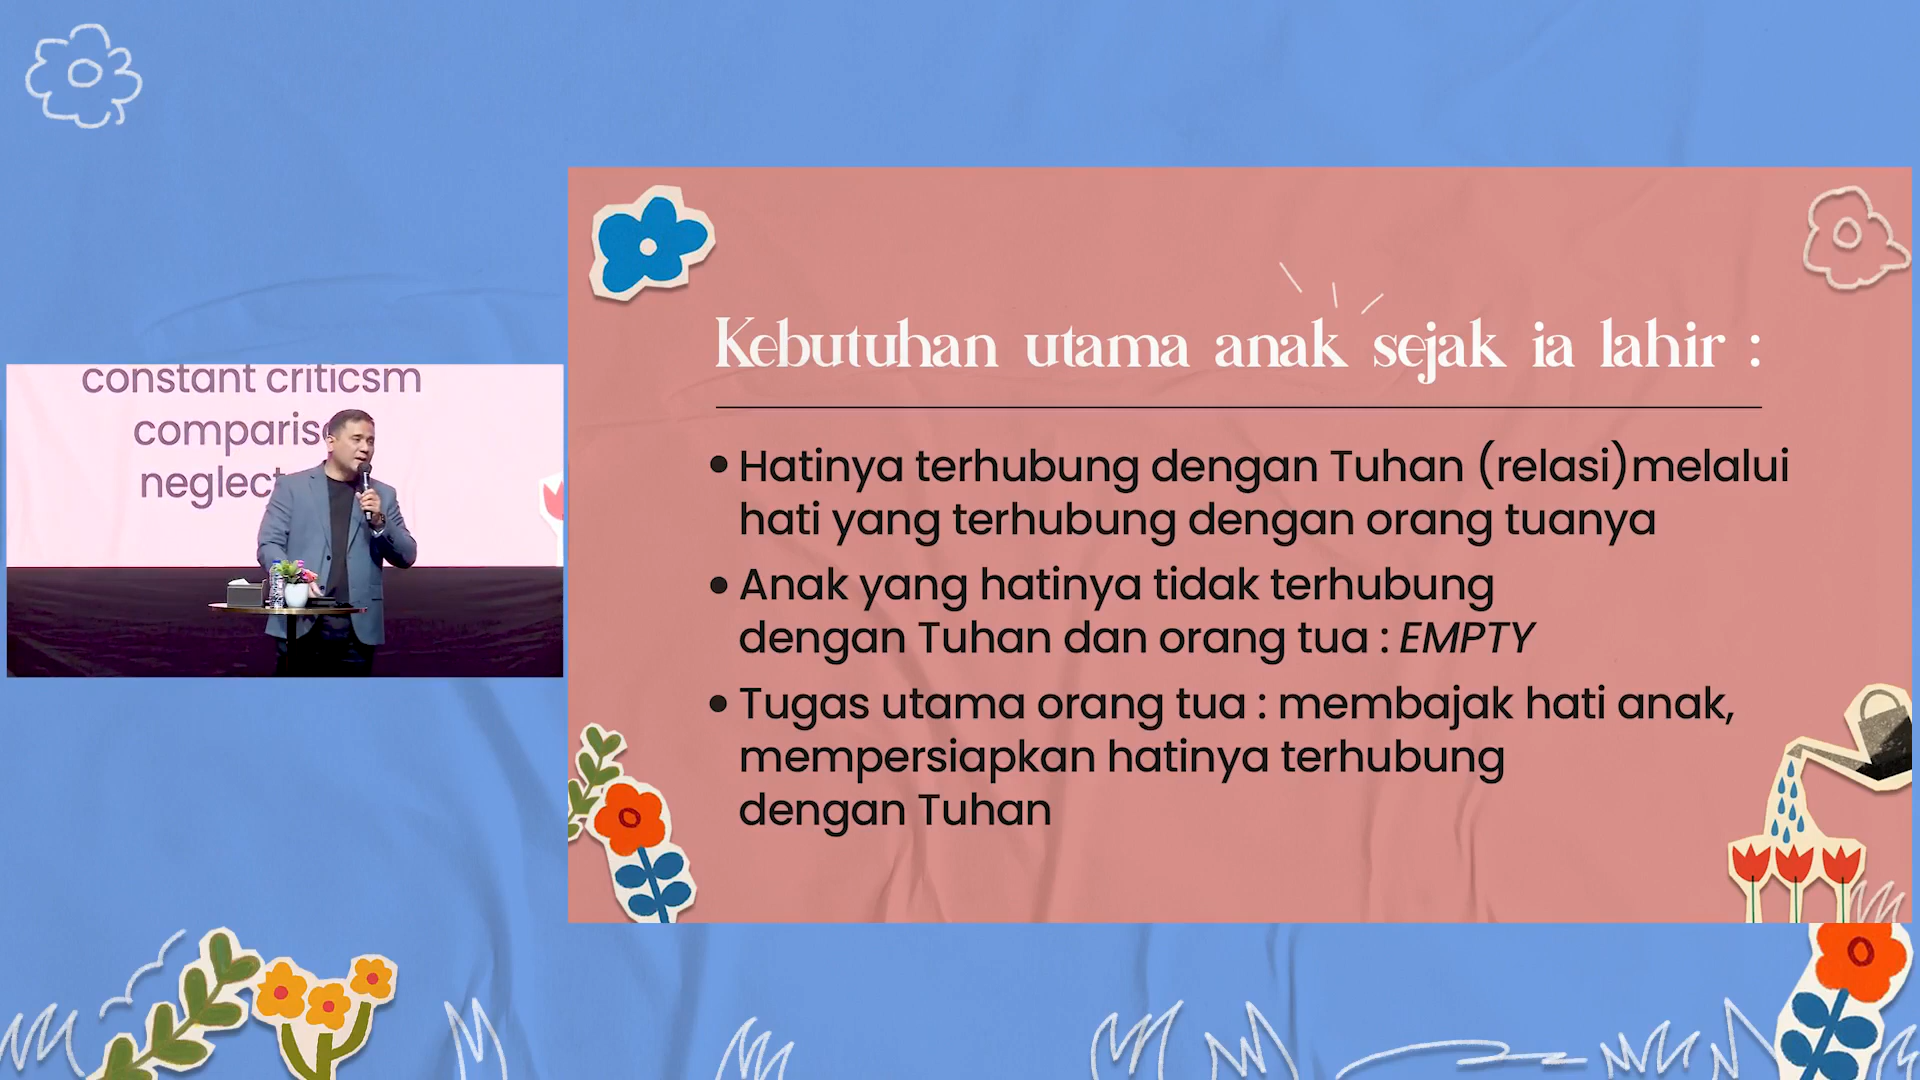 constant criticsm
neglect
Kebutuhan utama anak sejak ia lahir :
• Hatinya terhubung dengan Tuhan (relasi)melalui
hati yang terhubung dengan orang tuanya
• Anak yang hatinya tidak terhubung
dengan Tuhan dan orang tua : EMPTY
• Tugas utama orang tua : membajak hati anak,
mempersiapkan hatinya terhubung
dengan Tuhan